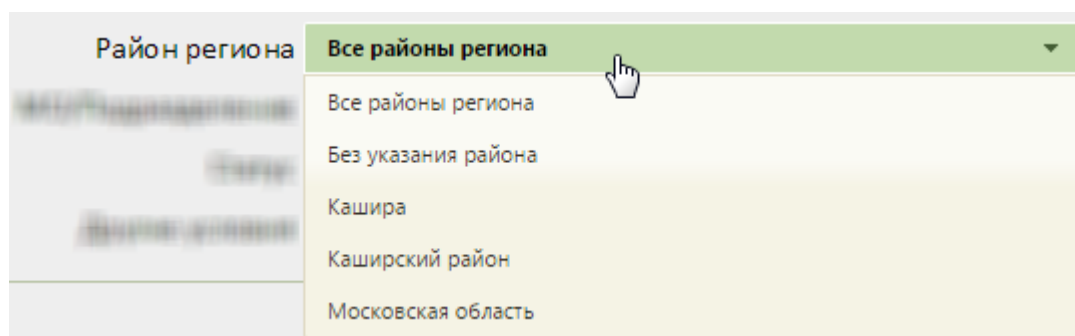 Район региона Все районы региона
Все районы региона
Без указания района
Кашира
Каширский район
Московская область